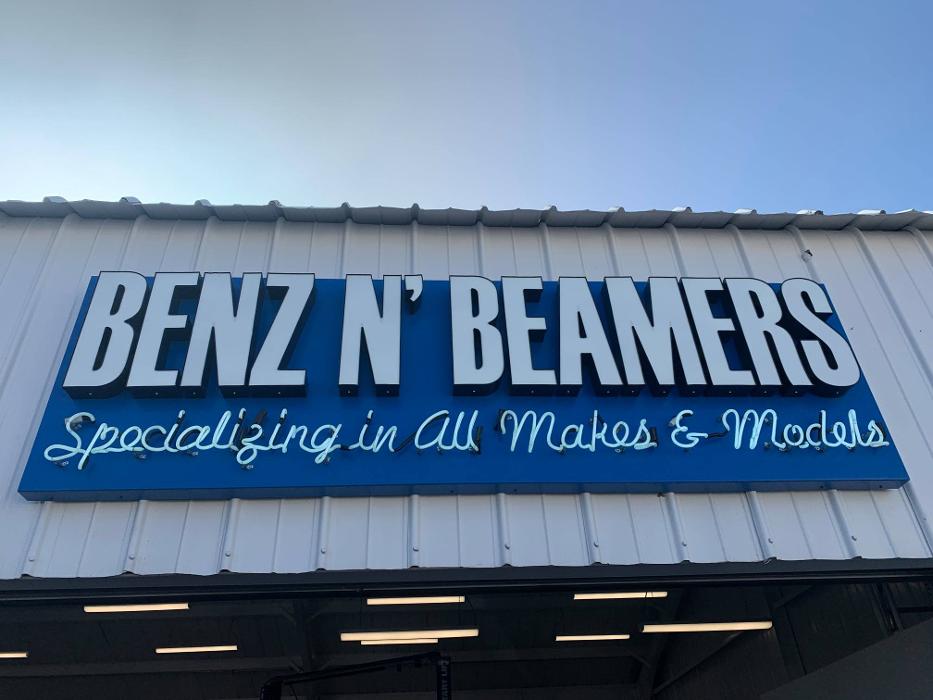 BENZ N' BEAMERS
Specializing in All Makes & Models